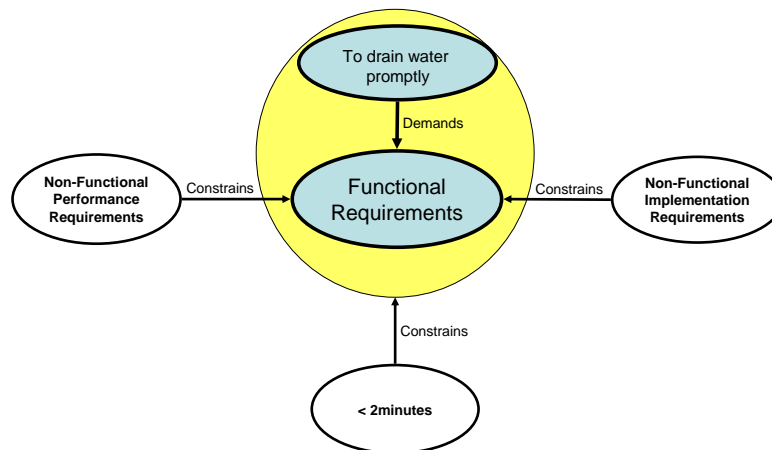 To drain water
promptly
Demands
Non-Functional
Performance
Requirements
Constrains
Functional
Requirements
Constrains
Non-Functional
Implementation
Requirements
Constrains
< 2minutes